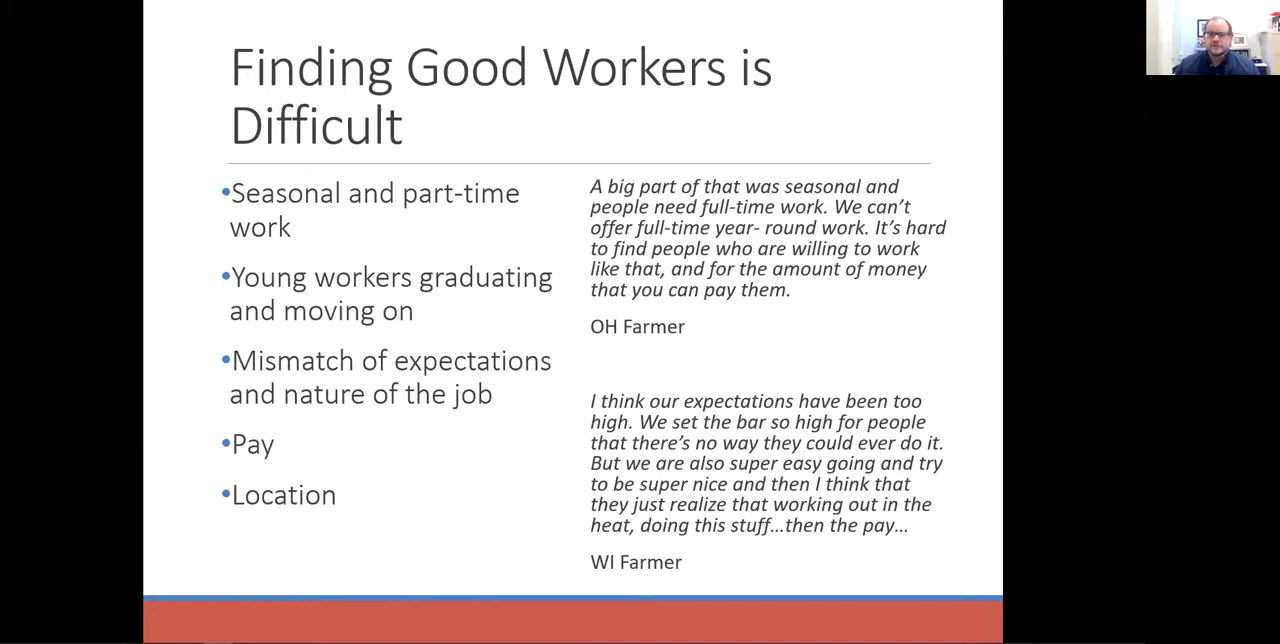 Finding Good Workers is
Difficult
•Seasonal and part-time
work
•Young workers graduating
and moving on
•Mismatch of expectations
and nature of the job
•Pay
•Location
A big part of that was seasonal and
people need full-time work. We can’t
offer full-time year- round work. It’s hard
to find people who are willing to work
like that, and for the amount of money
that you can pay them.
OH Farmer
I think our expectations have been too
high. We set the bar so high for people
that there’s no way they could ever do it.
But we are also super easy going and try
to be super nice and then I think that
they just realize that working out in the
heat, doing this stuff…then the pay…
WI Farmer